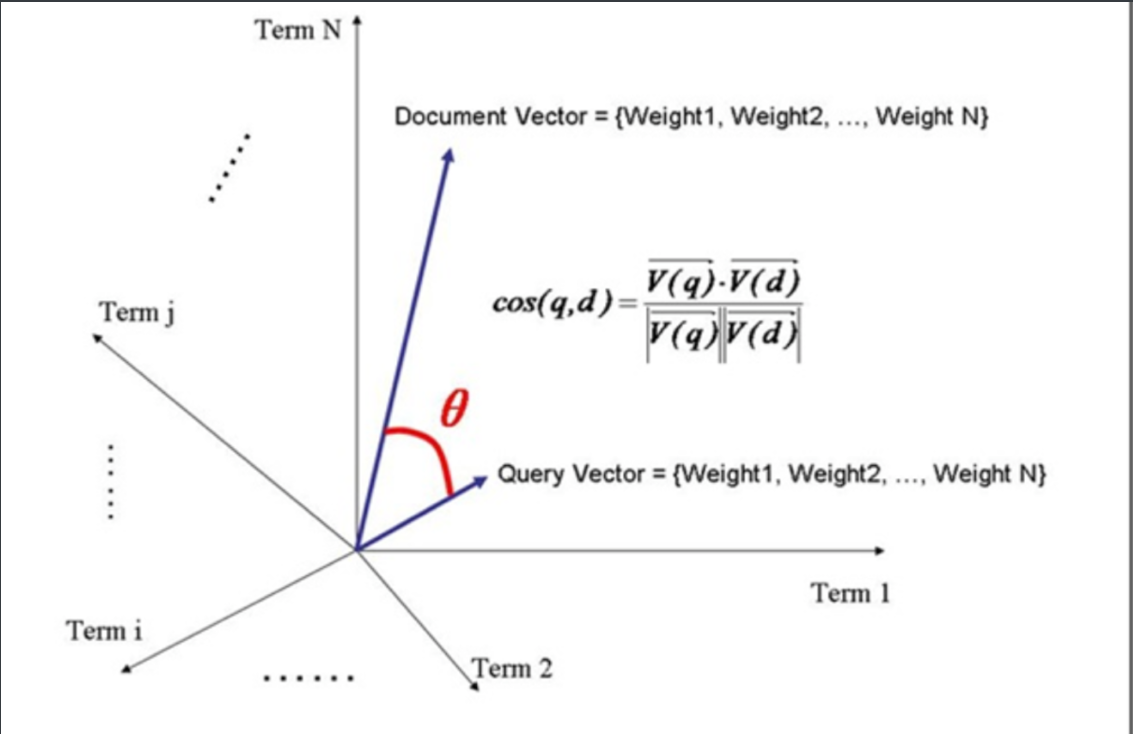 Term N
Document Vector = {Weight1, Weight2, ..., Weight N}
cos(q,d)= V(q)·V(d) / |V(q)||V(d)|
Term j
θ
Query Vector = {Weight1, Weight2, ..., Weight N}
Term 1
Term i
Term 2